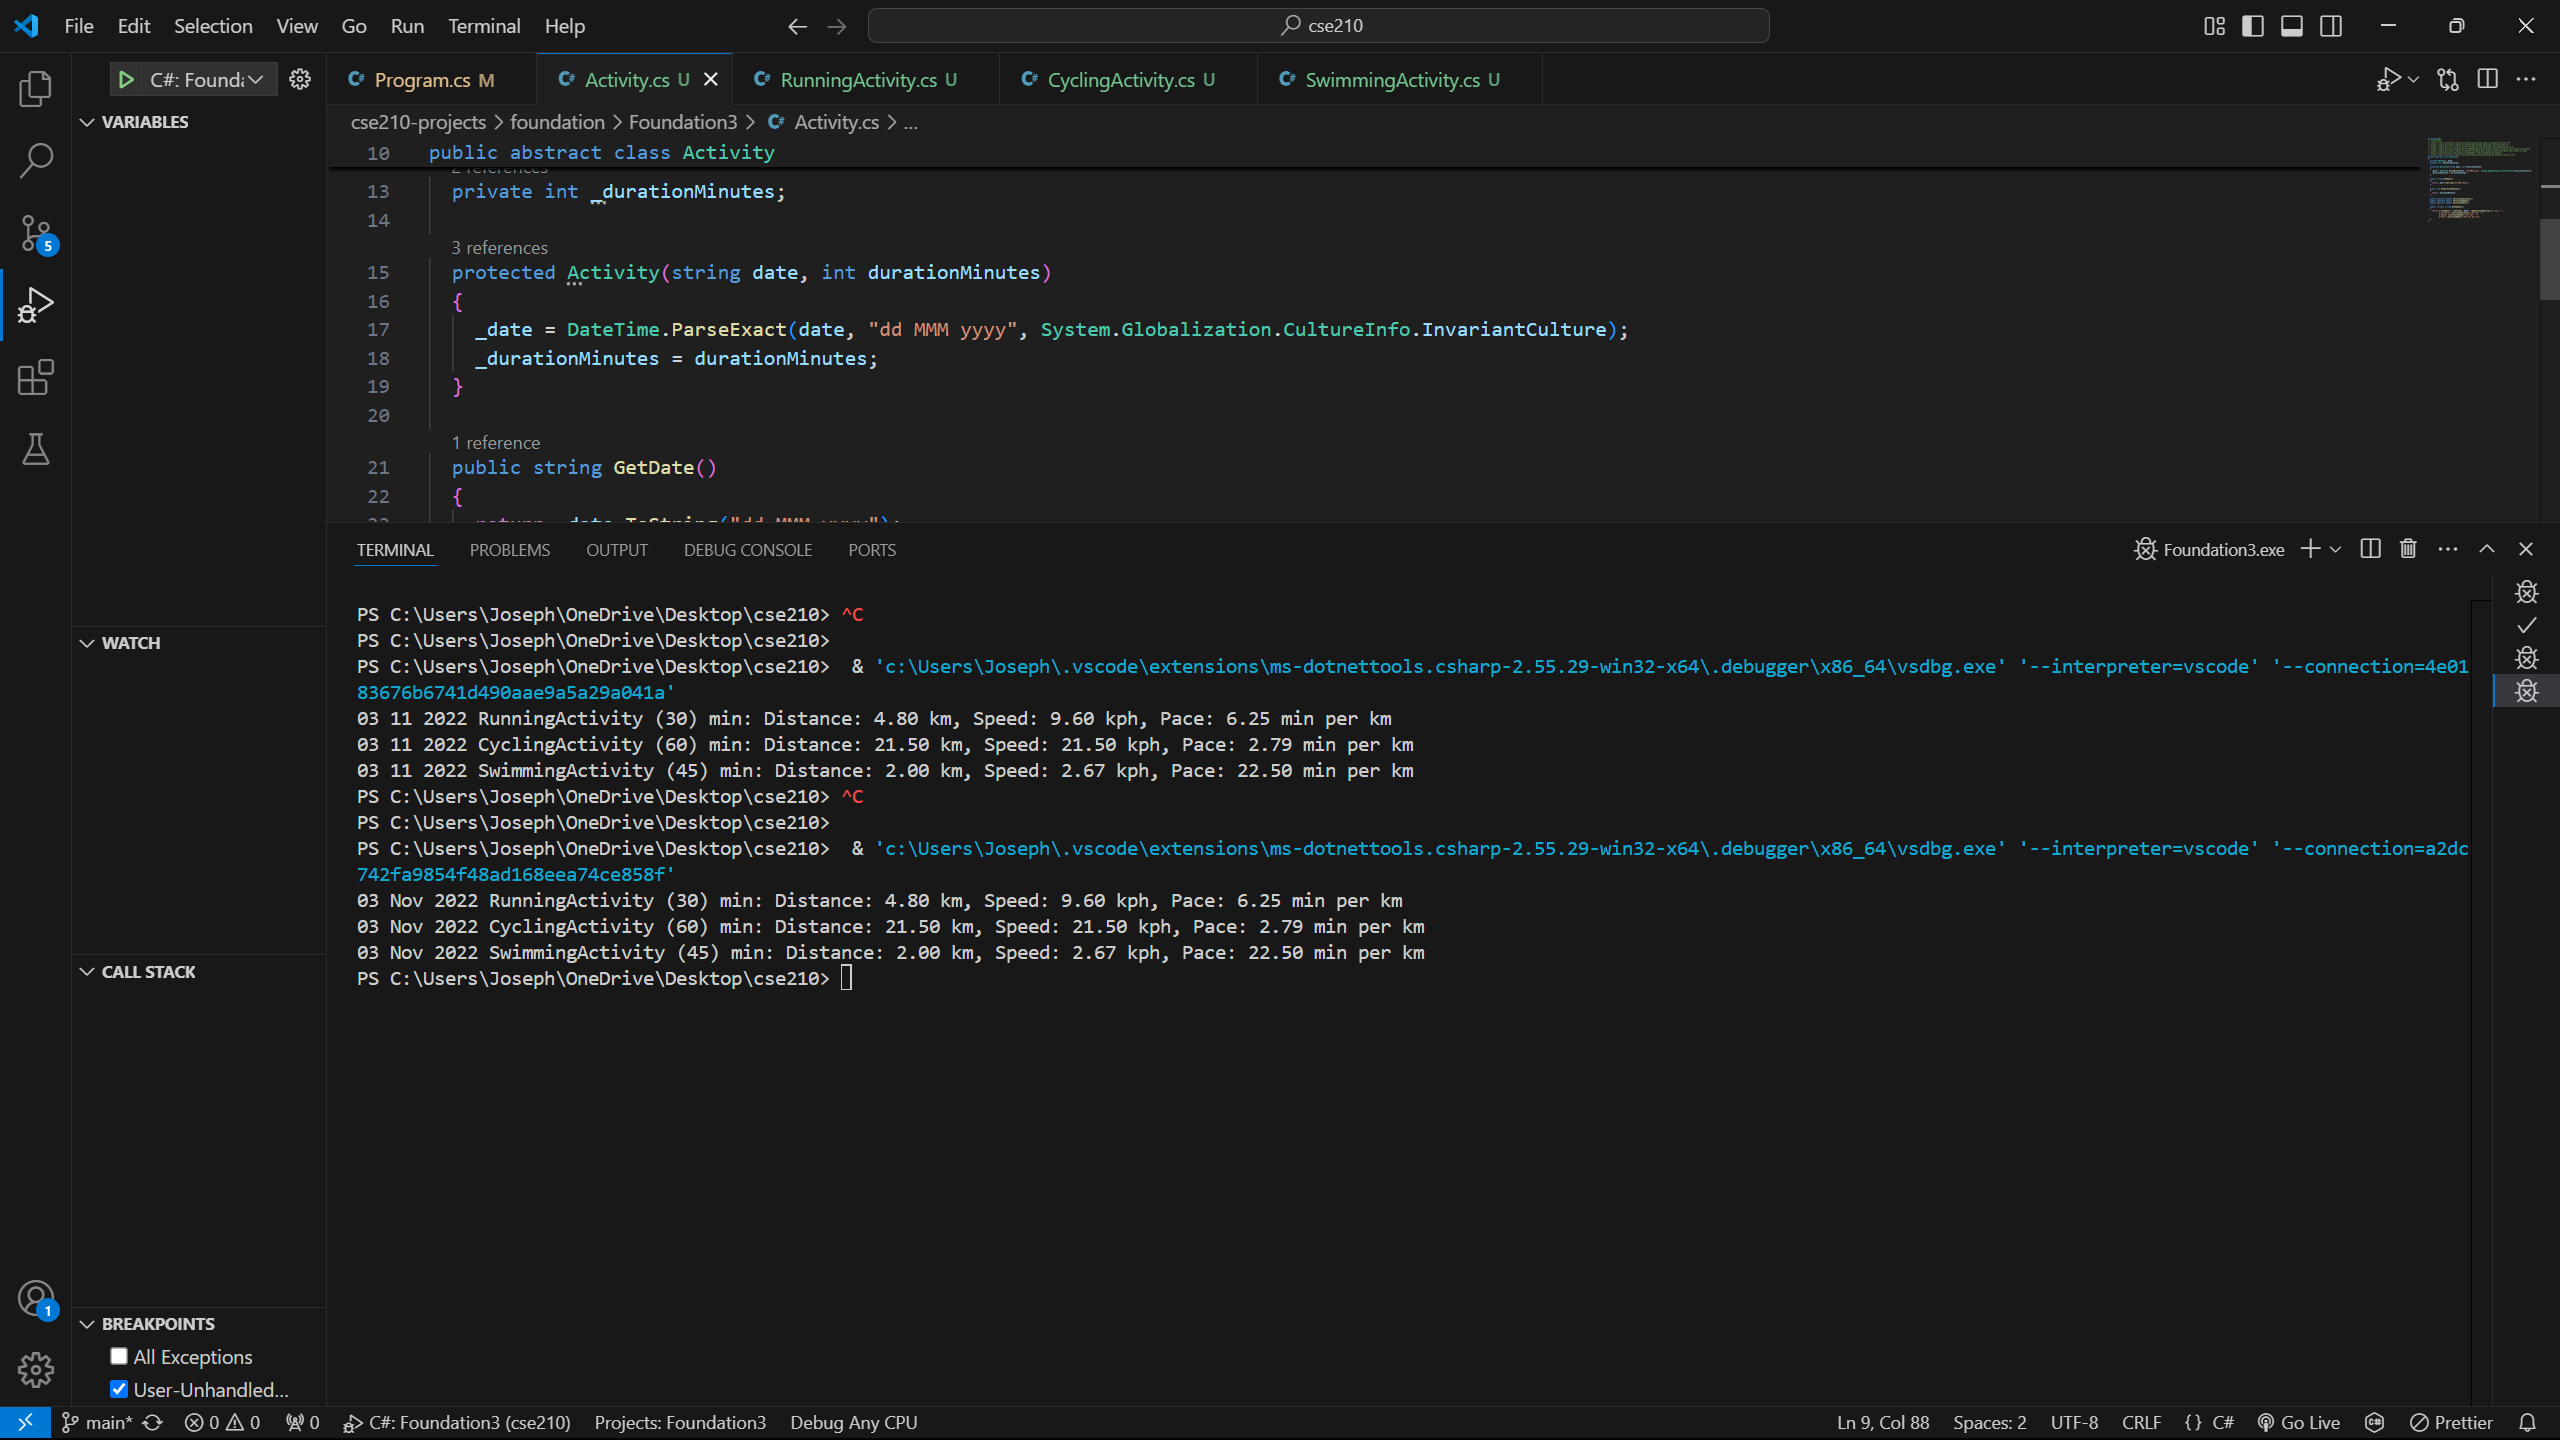 File Edit Selection View Go Run Terminal Help
cse210
C#: Founda
Program.cs M
Activity.cs U
RunningActivity.cs U
CyclingActivity.cs U
SwimmingActivity.cs U
VARIABLES
cse210-projects > foundation > Foundation3 > Activity.cs > ...
10 public abstract class Activity
2 references
13 private int _durationMinutes;
14
3 references
15 protected Activity(string date, int durationMinutes)
16 {
17 _date = DateTime.ParseExact(date, "dd MMM yyyy", System.Globalization.CultureInfo.InvariantCulture);
18 _durationMinutes = durationMinutes;
19 }
20
1 reference
21 public string GetDate()
22 {
23 return _date.ToString("dd MMM yyyy");
TERMINAL PROBLEMS OUTPUT DEBUG CONSOLE PORTS
Foundation3.exe
PS C:\Users\Joseph\OneDrive\Desktop\cse210> ^C
PS C:\Users\Joseph\OneDrive\Desktop\cse210>
PS C:\Users\Joseph\OneDrive\Desktop\cse210>  & 'c:\Users\Joseph\.vscode\extensions\ms-dotnettools.csharp-2.55.29-win32-x64\.debugger\x86_64\vsdbg.exe' '--interpreter=vscode' '--connection=4e01
83676b6741d490aae9a5a29a041a'
03 11 2022 RunningActivity (30) min: Distance: 4.80 km, Speed: 9.60 kph, Pace: 6.25 min per km
03 11 2022 CyclingActivity (60) min: Distance: 21.50 km, Speed: 21.50 kph, Pace: 2.79 min per km
03 11 2022 SwimmingActivity (45) min: Distance: 2.00 km, Speed: 2.67 kph, Pace: 22.50 min per km
PS C:\Users\Joseph\OneDrive\Desktop\cse210> ^C
PS C:\Users\Joseph\OneDrive\Desktop\cse210>
PS C:\Users\Joseph\OneDrive\Desktop\cse210>  & 'c:\Users\Joseph\.vscode\extensions\ms-dotnettools.csharp-2.55.29-win32-x64\.debugger\x86_64\vsdbg.exe' '--interpreter=vscode' '--connection=a2dc
742fa9854f48ad168eea74ce858f'
03 Nov 2022 RunningActivity (30) min: Distance: 4.80 km, Speed: 9.60 kph, Pace: 6.25 min per km
03 Nov 2022 CyclingActivity (60) min: Distance: 21.50 km, Speed: 21.50 kph, Pace: 2.79 min per km
03 Nov 2022 SwimmingActivity (45) min: Distance: 2.00 km, Speed: 2.67 kph, Pace: 22.50 min per km
PS C:\Users\Joseph\OneDrive\Desktop\cse210>
WATCH
CALL STACK
BREAKPOINTS
All Exceptions
User-Unhandled...
5
1
main* 0 0 0 C#: Foundation3 (cse210) Projects: Foundation3 Debug Any CPU
Ln 9, Col 88 Spaces: 2 UTF-8 CRLF {} C# Go Live Prettier